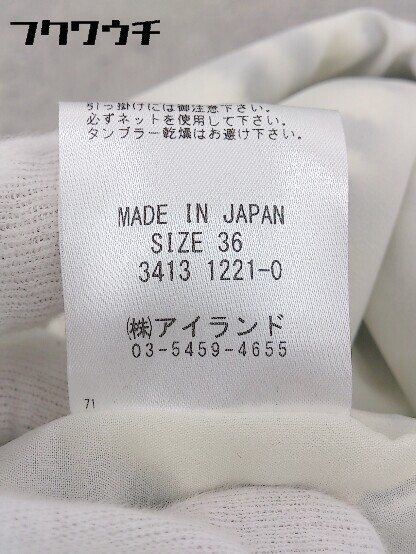 フクワウチ
引っ掛けには御注意下さい。
必ずネットを使用して下さい。
タンブラー乾燥はお避け下さい。
MADE IN JAPAN
SIZE 36
3413 1221-0
㈱アイランド
03-5459-4655
71